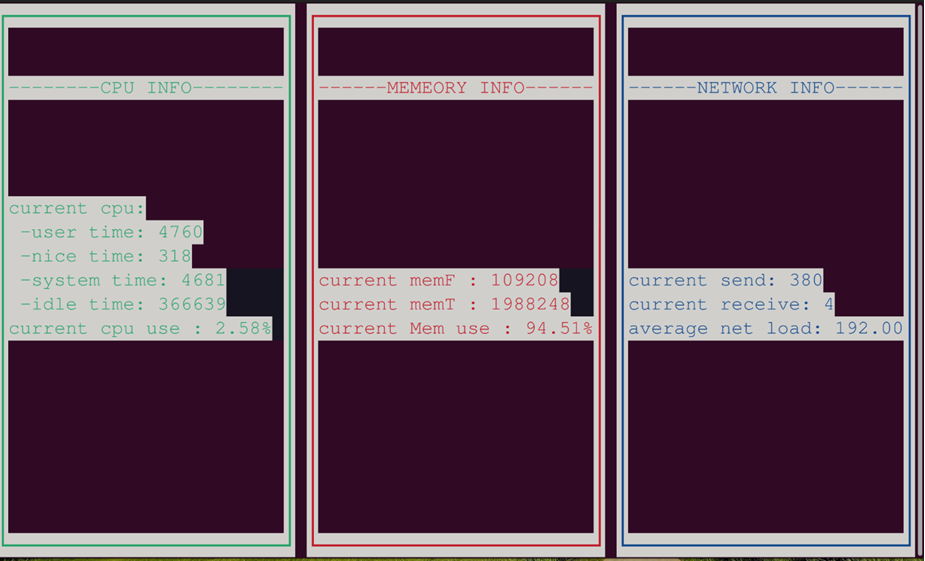 --------CPU INFO--------
current cpu:
-user time: 4760
-nice time: 318
-system time: 4681
-idle time: 366639
current cpu use : 2.58%
------MEMEORY INFO------
current memF : 109208
current memT : 1988248
current Mem use : 94.51%
------NETWORK INFO------
current send: 380
current receive: 4
average net load: 192.00